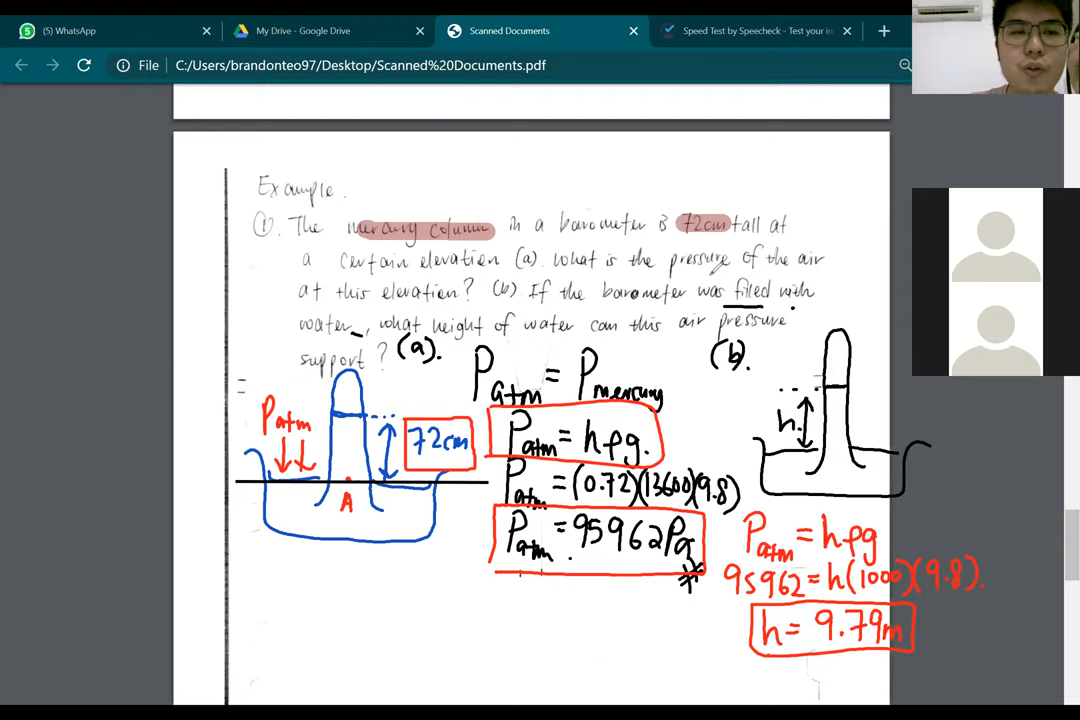 (5) WhatsApp
My Drive - Google Drive
Scanned Documents
Speed Test by Speecheck - Test your in
File C:/Users/brandonteo97/Desktop/Scanned%20Documents.pdf
Example.
①. The mercury column in a barometer is 72cm tall at
a certain elevation (a). What is the pressure of the air
at this elevation? (b) If the barometer was filled with
water, what height of water can this air pressure
support?
(a).
Patm = Pmercury
Patm = hρg.
Patm = (0.72)(13600)(9.8)
Patm = 95962Pa
Patm
72cm
A
(b).
h.
Patm = hρg
95962 = h(1000)(9.8).
h = 9.79m